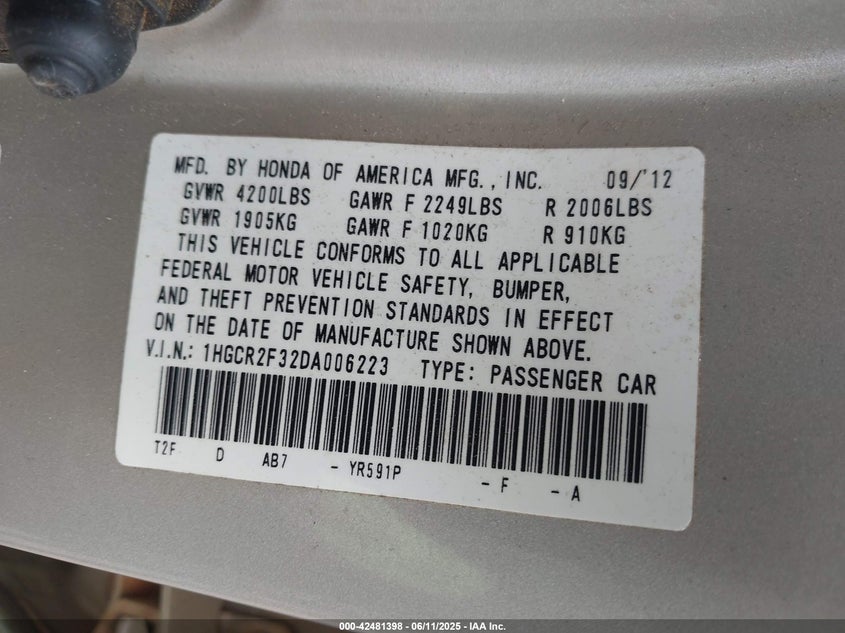 MFD. BY HONDA OF AMERICA MFG., INC. 09/'12
GVWR 4200LBS GAWR F 2249LBS R 2006LBS
GVWR 1905KG GAWR F 1020KG R 910KG
THIS VEHICLE CONFORMS TO ALL APPLICABLE
FEDERAL MOTOR VEHICLE SAFETY, BUMPER,
AND THEFT PREVENTION STANDARDS IN EFFECT
ON THE DATE OF MANUFACTURE SHOWN ABOVE.
V.I.N.: 1HGCR2F32DA006223 TYPE: PASSENGER CAR
T2F D AB7 - YR591P - F - A
000-42481398 - 06/11/2025 - IAA Inc.